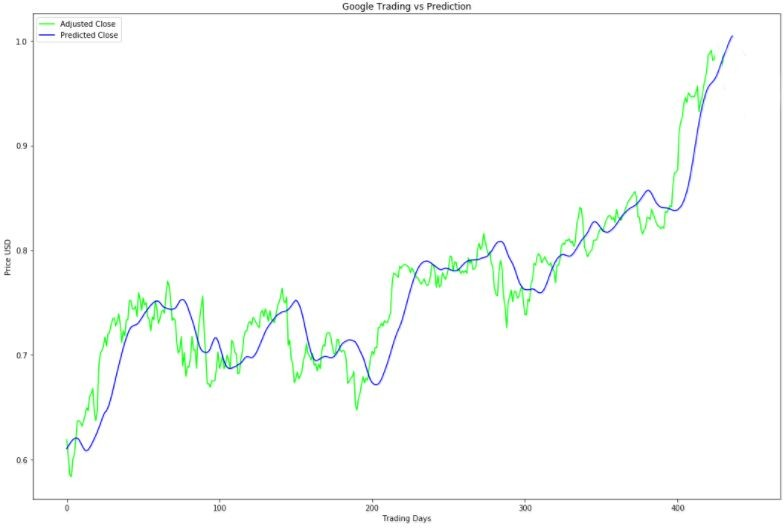 Google Trading vs Prediction
Adjusted Close
Predicted Close
1.0
0.9
0.8
0.7
0.6
Price USD
0
100
200
300
400
Trading Days